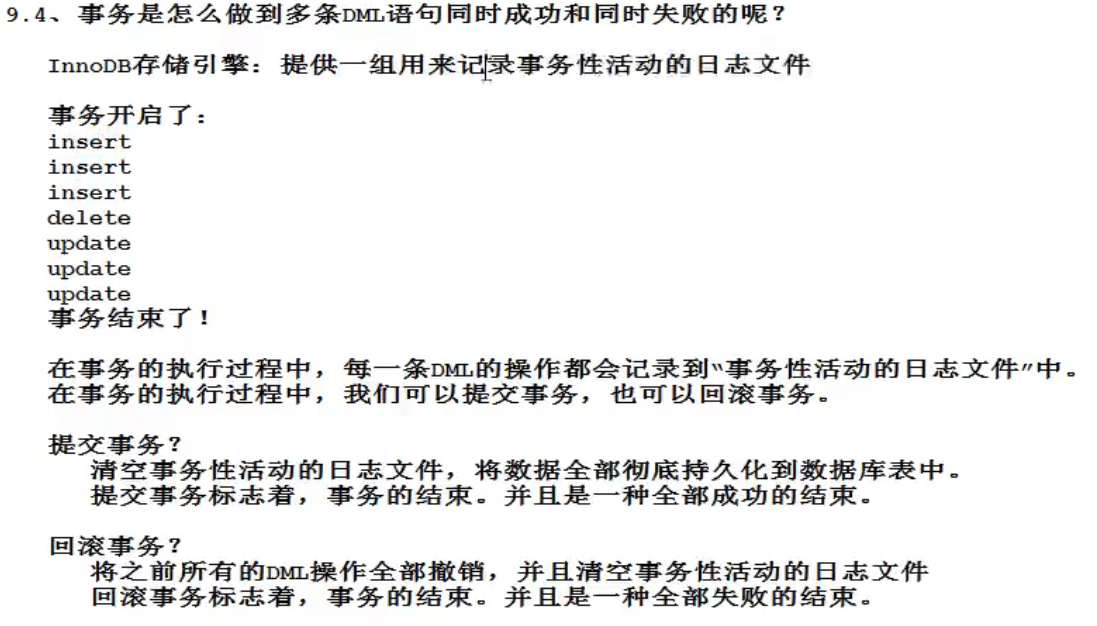 9.4、事务是怎么做到多条DML语句同时成功和同时失败的呢？
InnoDB存储引擎：提供一组用来记录事务性活动的日志文件
事务开启了：
insert
insert
insert
delete
update
update
update
事务结束了！
在事务的执行过程中，每一条DML的操作都会记录到“事务性活动的日志文件”中。
在事务的执行过程中，我们可以提交事务，也可以回滚事务。
提交事务？
清空事务性活动的日志文件，将数据全部彻底持久化到数据库表中。
提交事务标志着，事务的结束。并且是一种全部成功的结束。
回滚事务？
将之前所有的DML操作全部撤销，并且清空事务性活动的日志文件
回滚事务标志着，事务的结束。并且是一种全部失败的结束。